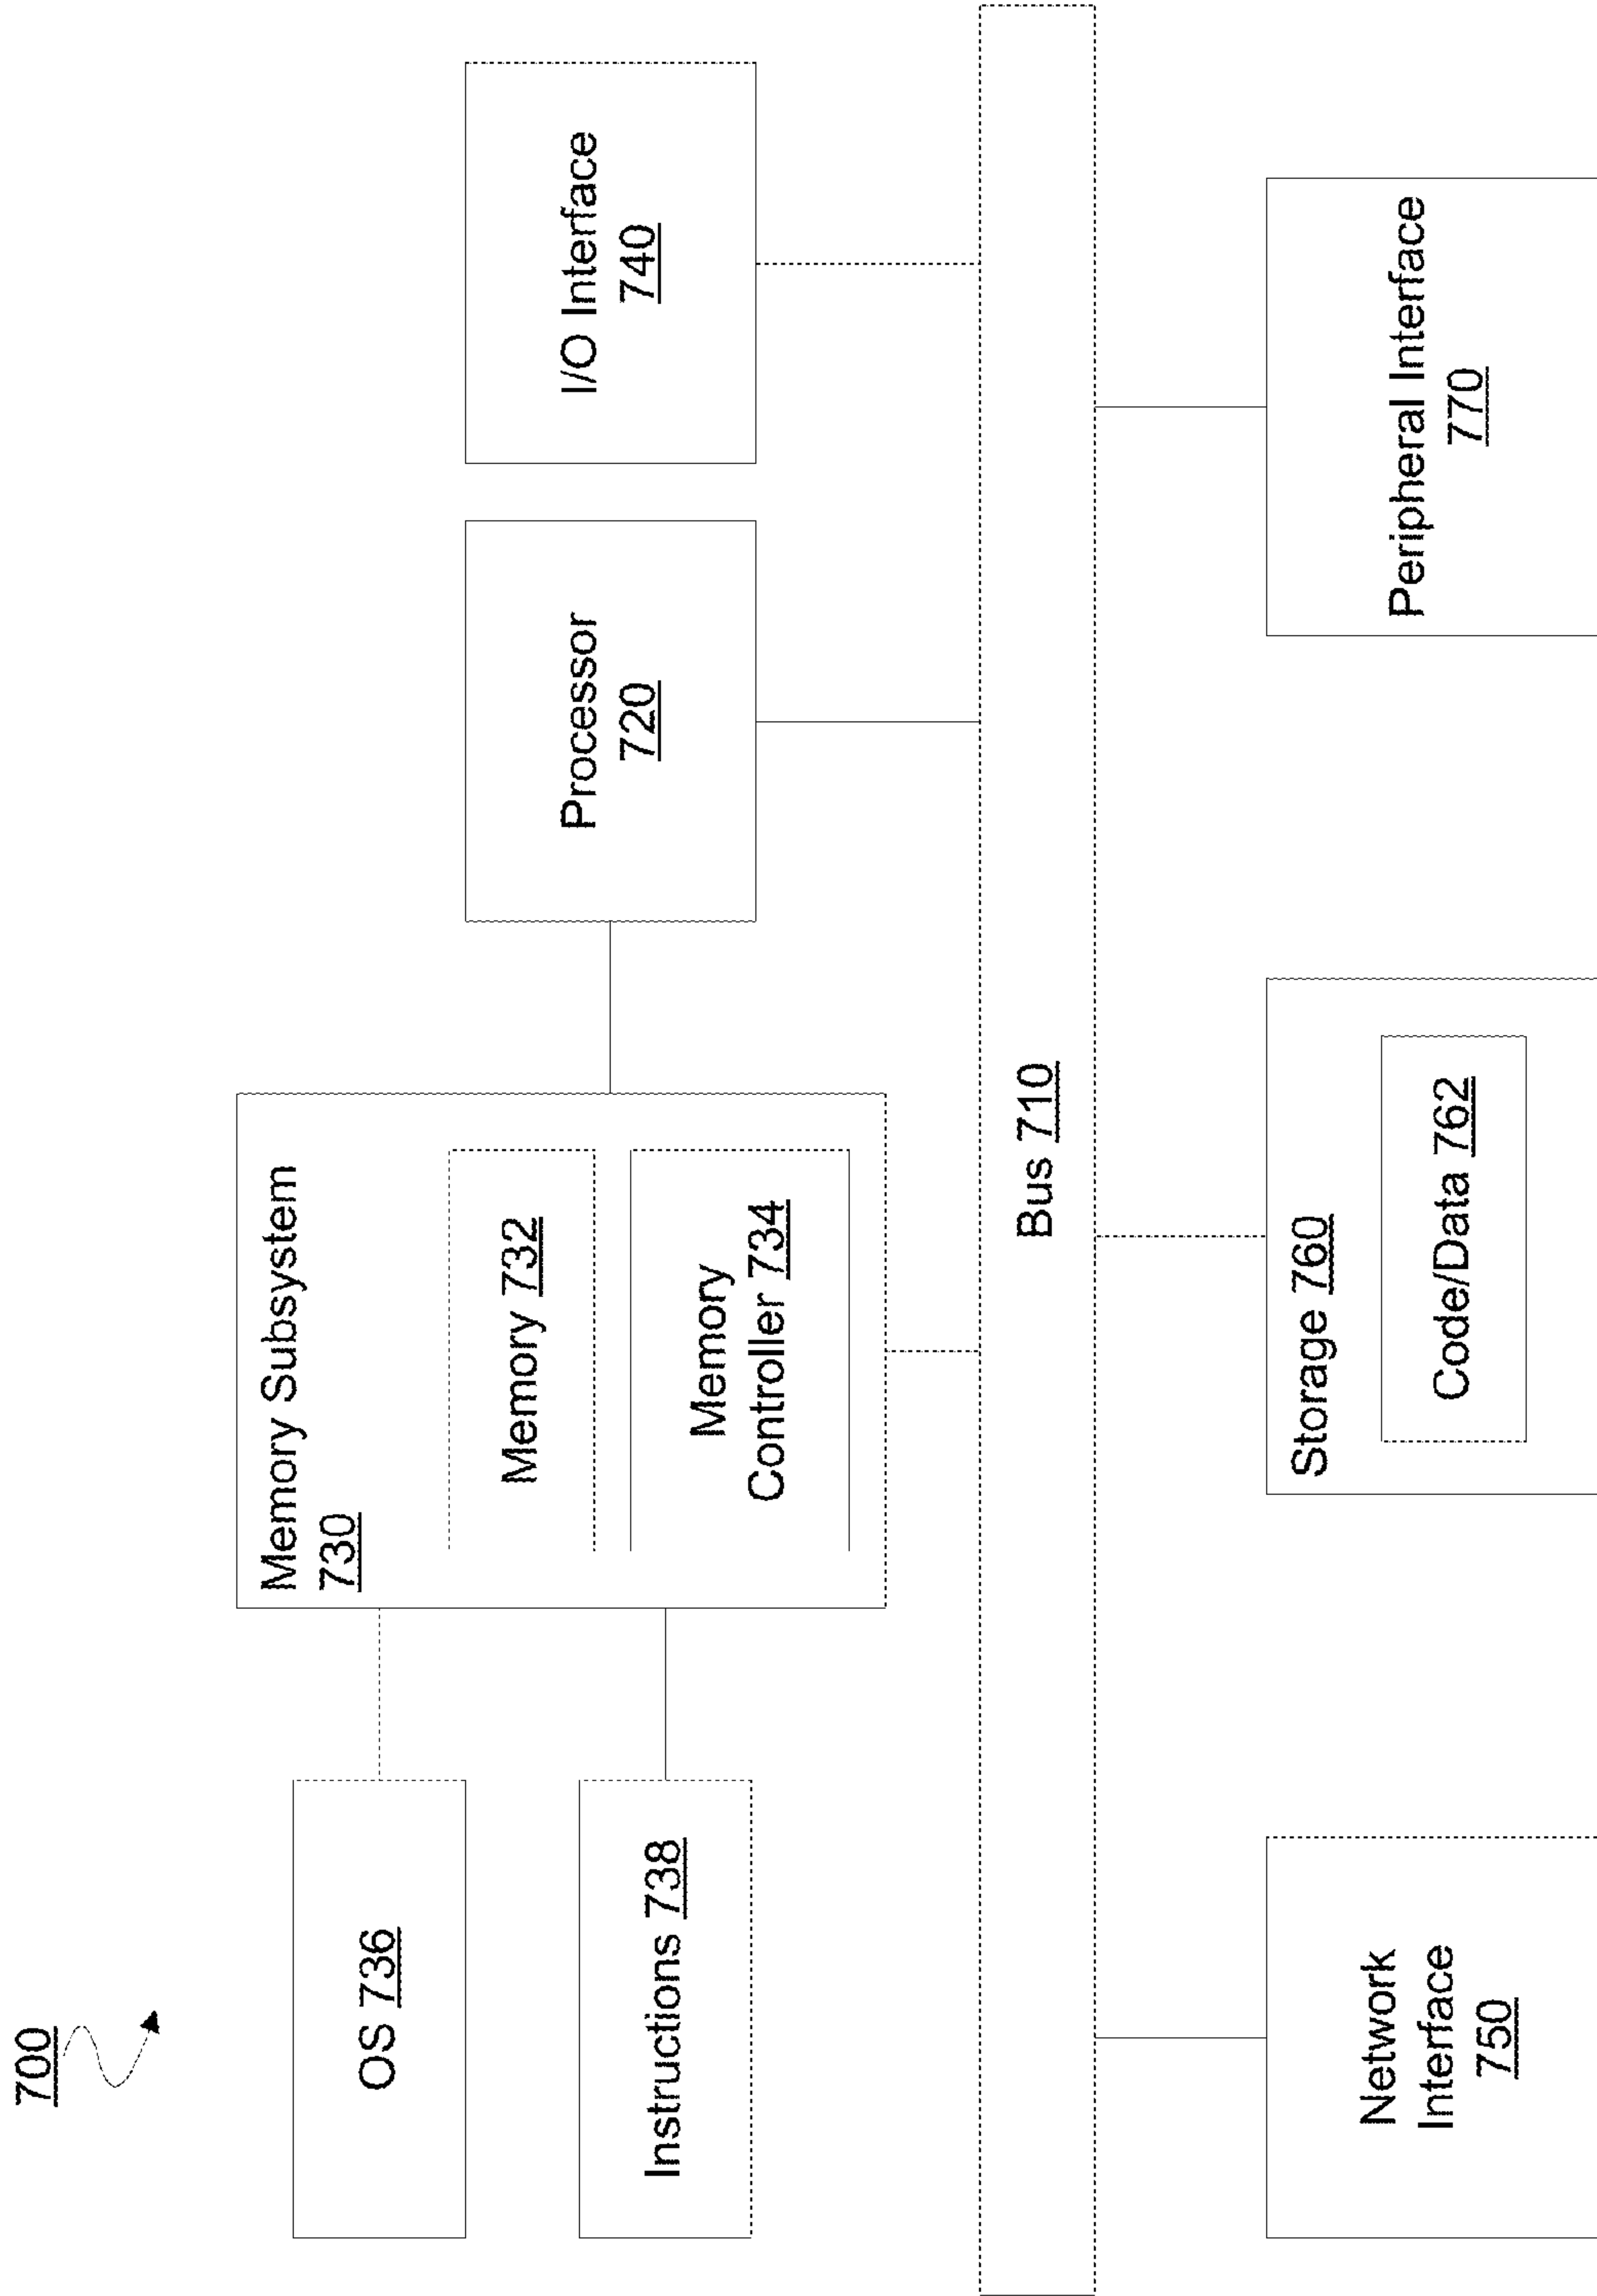 700
OS 736
Instructions 738
Memory Subsystem
730
Memory 732
Memory
Controller 734
Processor
720
I/O Interface
740
Bus 710
Network
Interface
750
Storage 760
Code/Data 762
Peripheral Interface
770